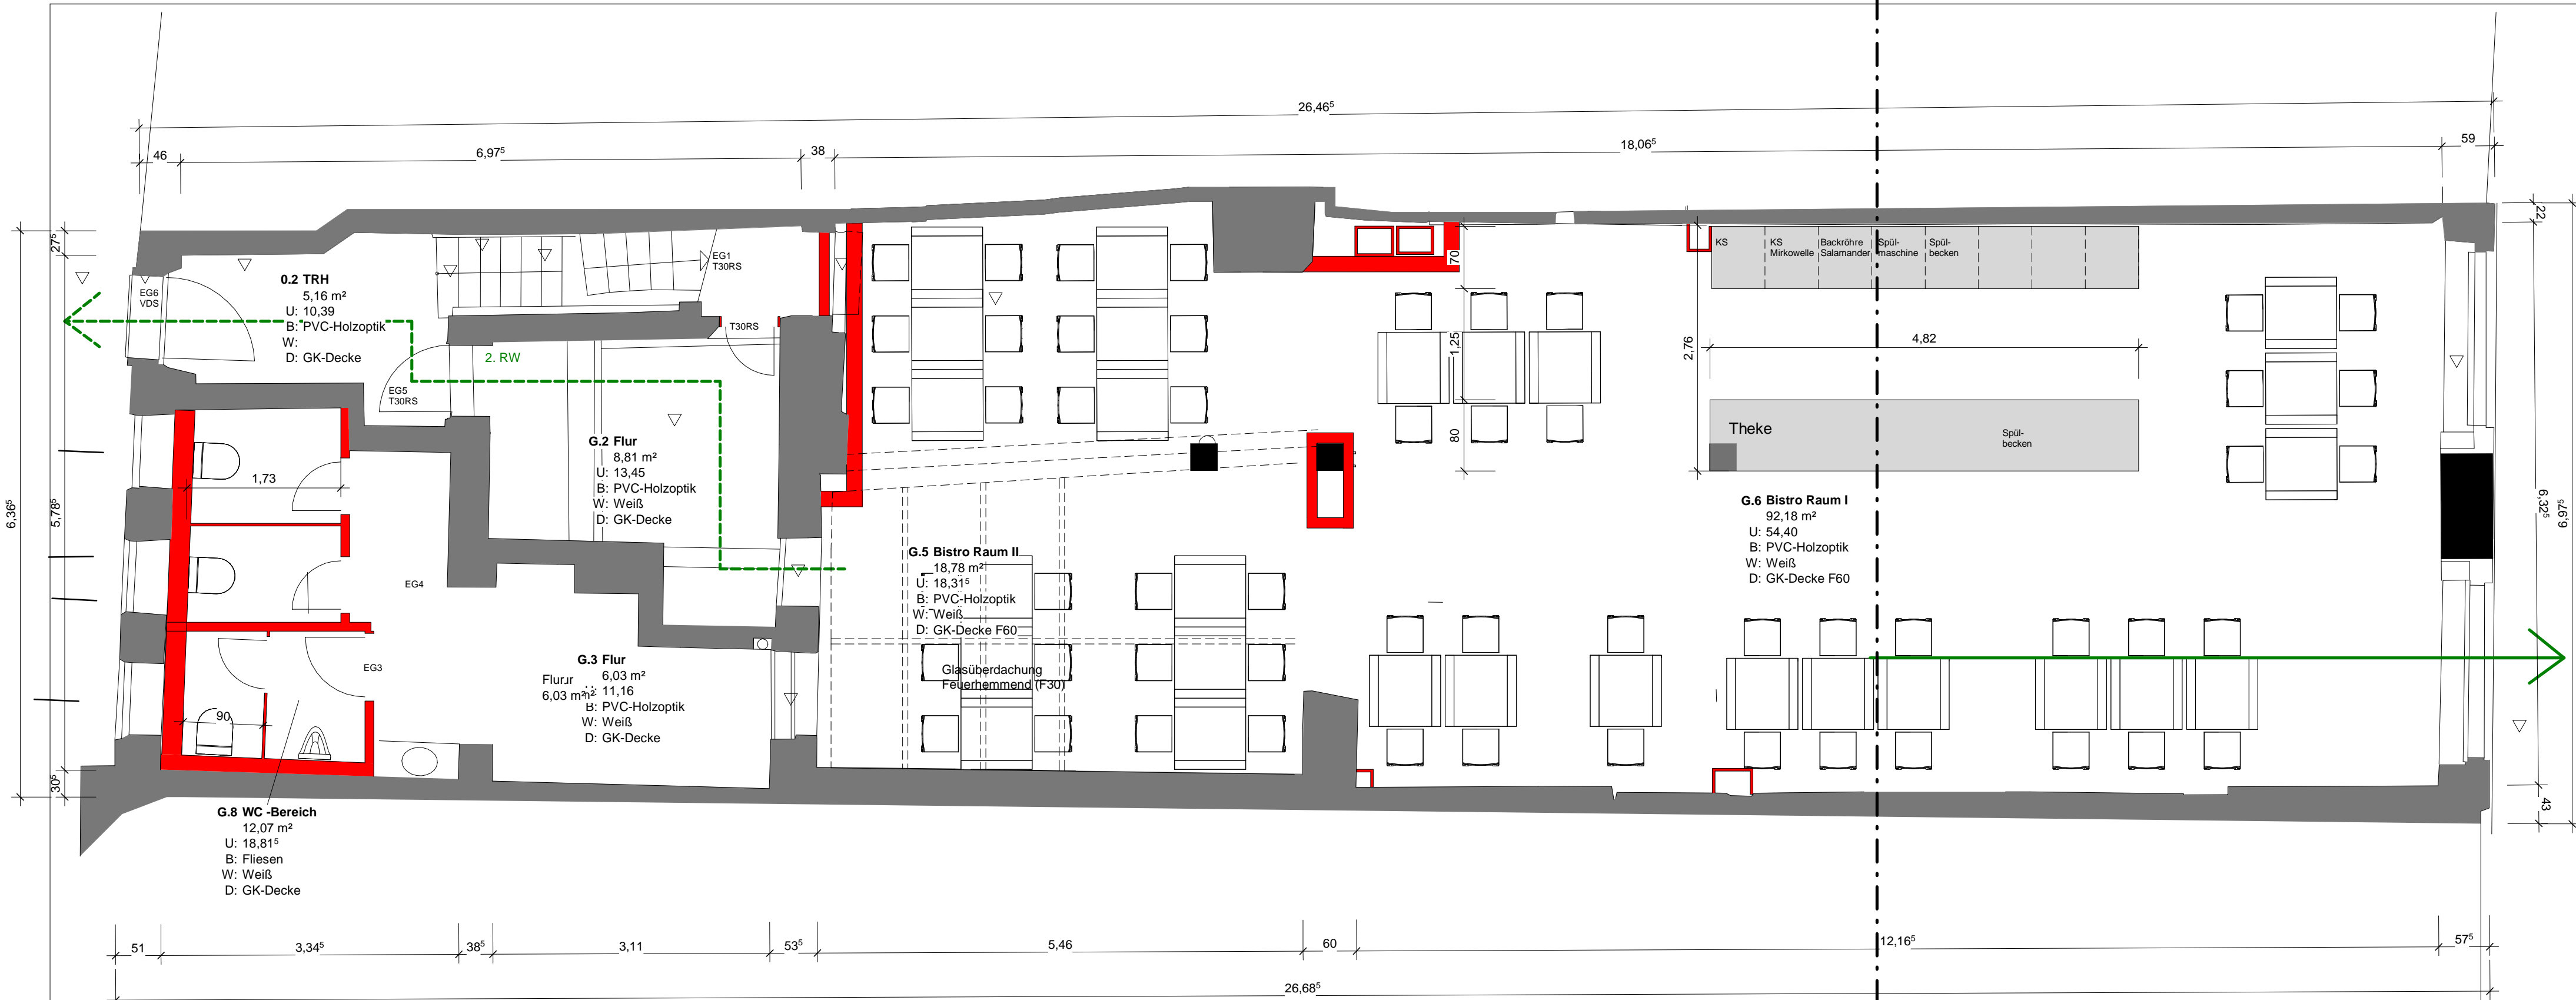 26,46⁵
46
6,97⁵
38
18,06⁵
59
27⁵
6,36⁵
5,78⁵
30⁵
22
6,32⁵
6,97⁵
43
EG6
VDS
0.2 TRH
5,16 m²
U: 10,39
B: PVC-Holzoptik
W:
D: GK-Decke
EG1
T30RS
T30RS
2. RW
EG5
T30RS
G.2 Flur
8,81 m²
U: 13,45
B: PVC-Holzoptik
W: Weiß
D: GK-Decke
1,73
EG4
EG3
90
Flur
6,03 m²
G.3 Flur
6,03 m²
U: 11,16
B: PVC-Holzoptik
W: Weiß
D: GK-Decke
G.5 Bistro Raum II
18,78 m²
U: 18,31⁵
B: PVC-Holzoptik
W: Weiß
D: GK-Decke F60
Glasüberdachung
Feuerhemmend (F30)
70
1,25
80
2,76
KS
KS
Mirkowelle
Backröhre
Salamander
Spül-
maschine
Spül-
becken
4,82
Theke
Spül-
becken
G.6 Bistro Raum I
92,18 m²
U: 54,40
B: PVC-Holzoptik
W: Weiß
D: GK-Decke F60
G.8 WC -Bereich
12,07 m²
U: 18,81⁵
B: Fliesen
W: Weiß
D: GK-Decke
51
3,34⁵
38⁵
3,11
53⁵
5,46
60
12,16⁵
57⁵
26,68⁵